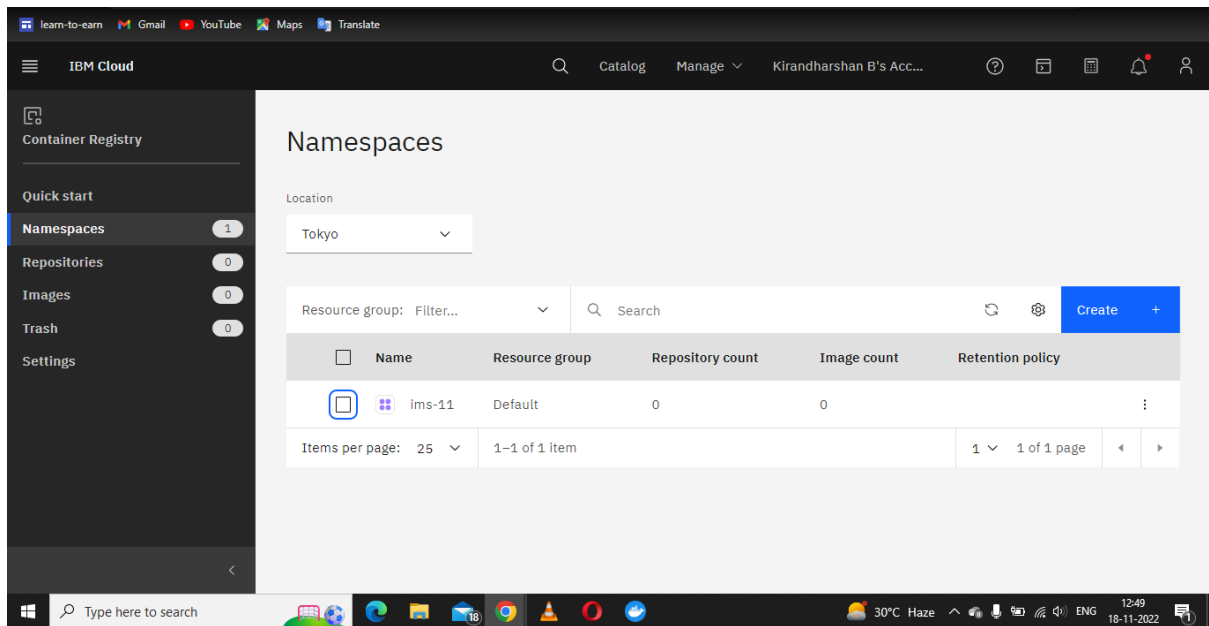 learn-to-earn Gmail YouTube Maps Translate
IBM Cloud Catalog Manage Kirandharshan B's Acc...
Container Registry
Quick start
Namespaces 1
Repositories 0
Images 0
Trash 0
Settings
Namespaces
Location
Tokyo
Resource group: Filter... Search Create +
Name Resource group Repository count Image count Retention policy
ims-11 Default 0 0
Items per page: 25 1–1 of 1 item 1 1 of 1 page
Type here to search 18 30°C Haze ENG 12:49
18-11-2022 1